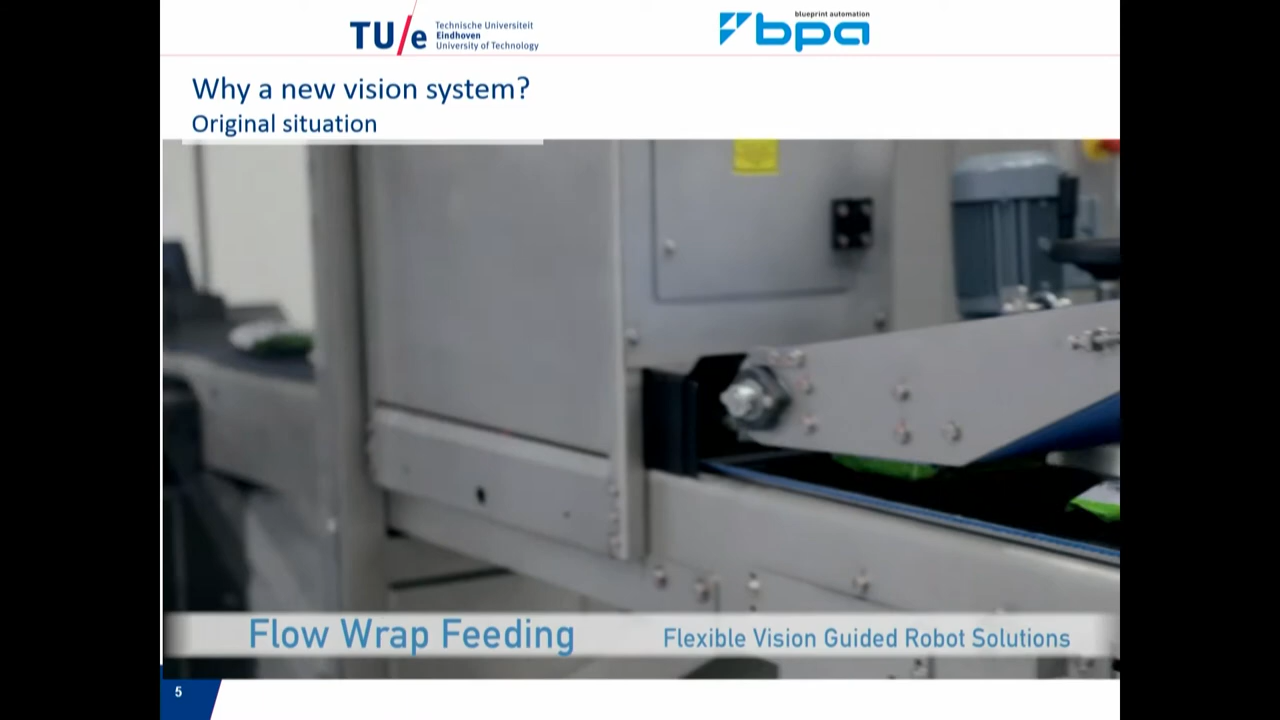 TU/e
Technische Universiteit
Eindhoven
University of Technology
blueprint automation
bpa
Why a new vision system?
Original situation
Flow Wrap Feeding
Flexible Vision Guided Robot Solutions
5